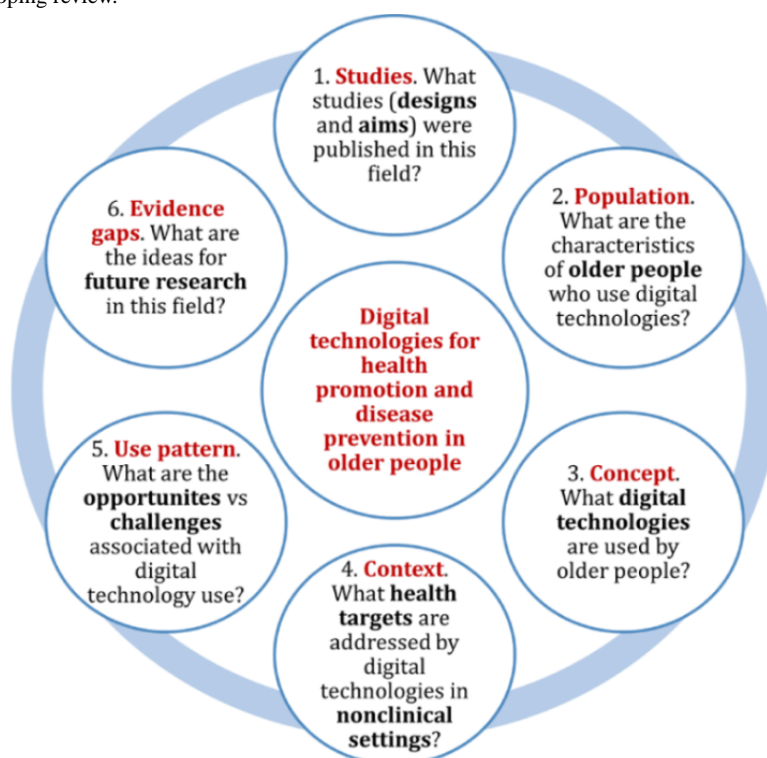 oping review.
1. Studies. What
studies (designs
and aims) were
published in this
field?
2. Population.
What are the
characteristics
of older people
who use digital
technologies?
3. Concept.
What digital
technologies
are used by
older people?
4. Context.
What health
targets are
addressed by
digital
technologies in
nonclinical
settings?
5. Use pattern.
What are the
opportunites vs
challenges
associated with
digital
technology use?
6. Evidence
gaps. What are
the ideas for
future research
in this field?
Digital
technologies for
health
promotion and
disease
prevention in
older people